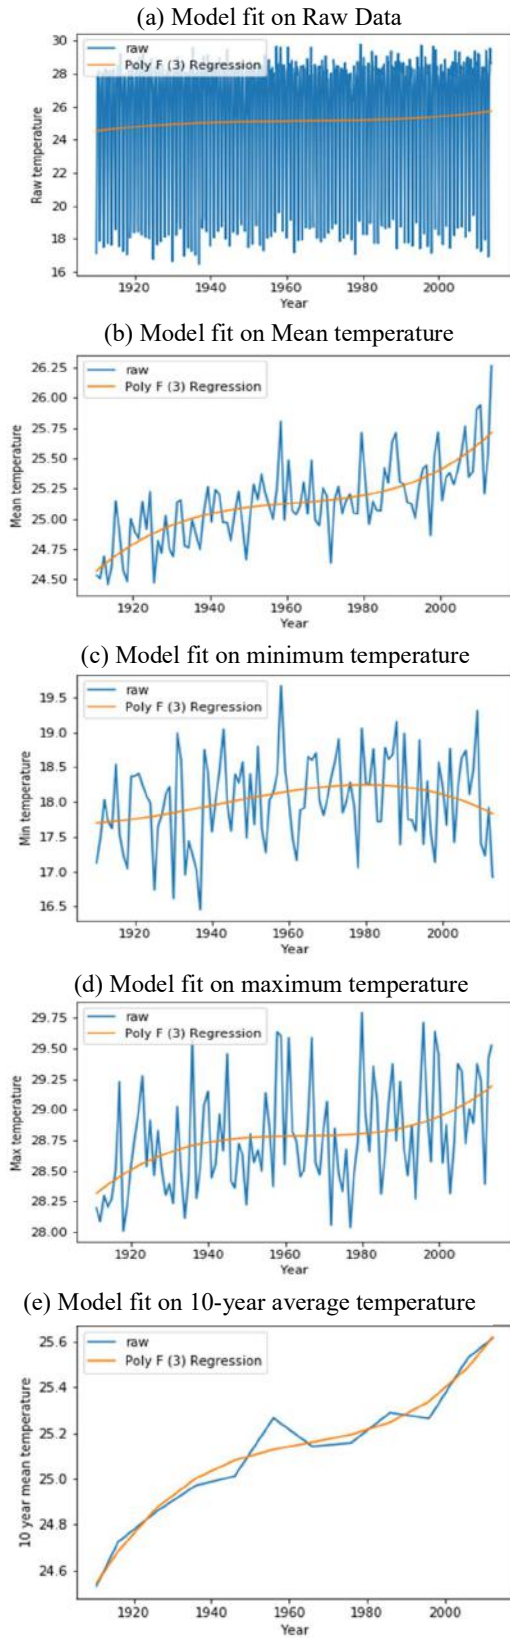 (a) Model fit on Raw Data
30
28
26
24
22
20
18
16
Raw temperature
raw
Poly F (3) Regression
1920 1940 1960 1980 2000
Year
(b) Model fit on Mean temperature
26.25
26.00
25.75
25.50
25.25
25.00
24.75
24.50
Mean temperature
raw
Poly F (3) Regression
1920 1940 1960 1980 2000
Year
(c) Model fit on minimum temperature
19.5
19.0
18.5
18.0
17.5
17.0
16.5
Min temperature
raw
Poly F (3) Regression
1920 1940 1960 1980 2000
Year
(d) Model fit on maximum temperature
29.75
29.50
29.25
29.00
28.75
28.50
28.25
28.00
Max temperature
raw
Poly F (3) Regression
1920 1940 1960 1980 2000
Year
(e) Model fit on 10-year average temperature
25.6
25.4
25.2
25.0
24.8
24.6
10 year mean temperature
raw
Poly F (3) Regression
1920 1940 1960 1980 2000
Year